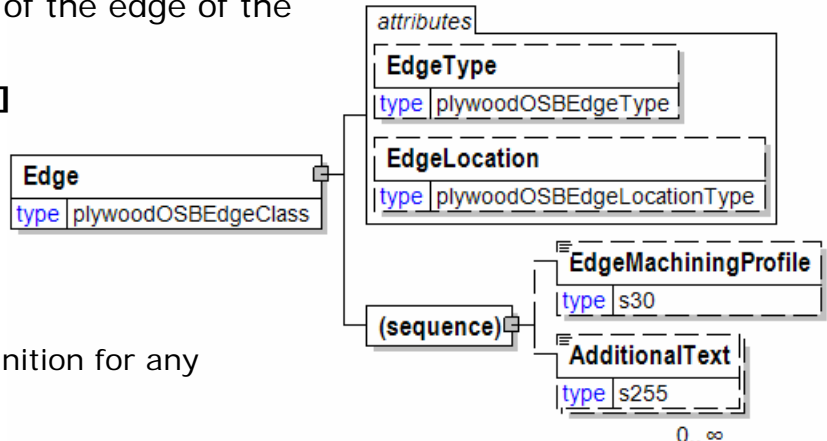 of the edge of the
]
attributes
EdgeType
type plywoodOSBEdgeType
EdgeLocation
type plywoodOSBEdgeLocationType
Edge
type plywoodOSBEdgeClass
EdgeMachiningProfile
type s30
(sequence)
AdditionalText
type s255
0 ∞
nition for any